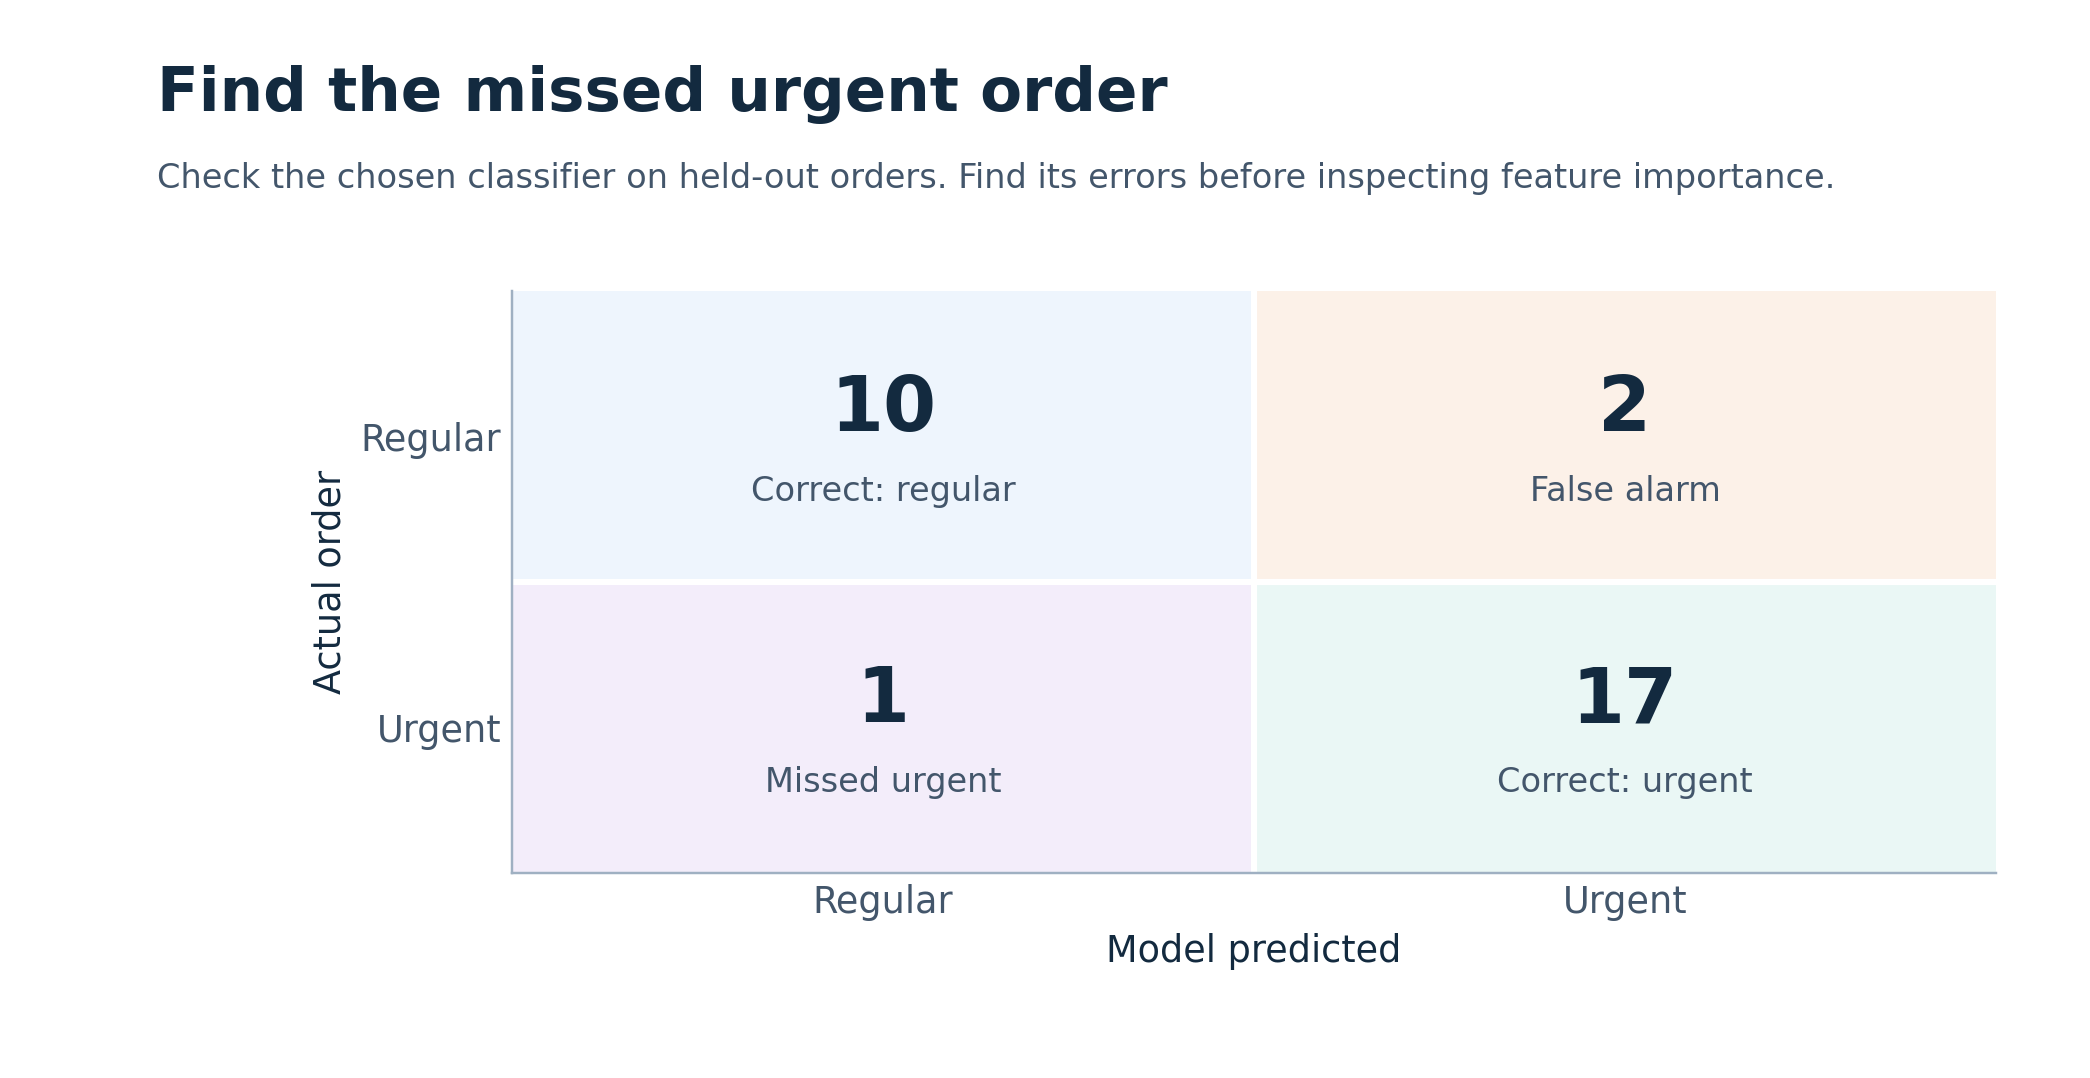 Find the missed urgent order
Check the chosen classifier on held-out orders. Find its errors before inspecting feature importance.
Actual order
Regular
10
Correct: regular
2
False alarm
Urgent
1
Missed urgent
17
Correct: urgent
Regular
Urgent
Model predicted